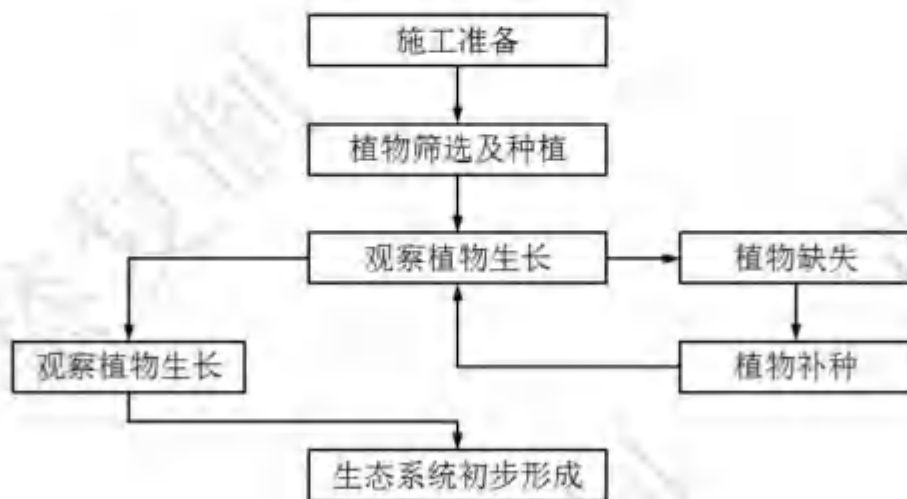 施工准备
植物筛选及种植
观察植物生长
植物缺失
观察植物生长
植物补种
生态系统初步形成